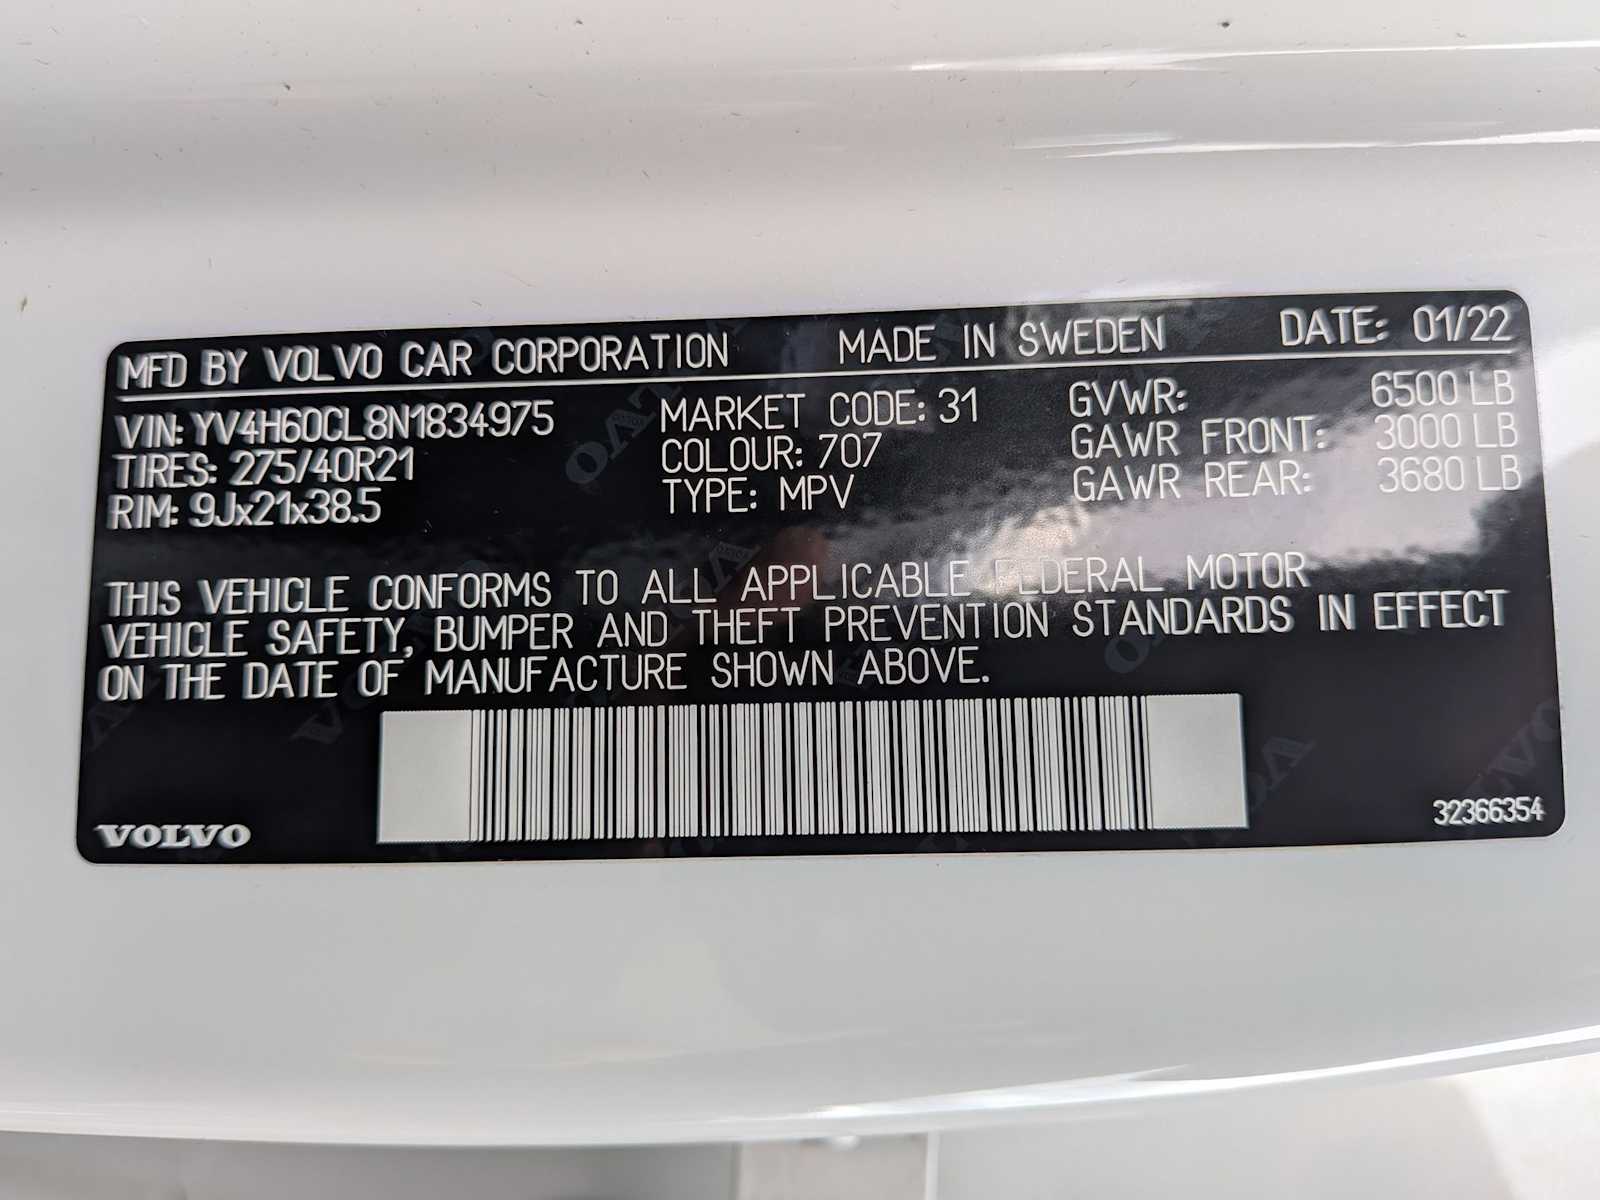 MFD BY VOLVO CAR CORPORATION MADE IN SWEDEN DATE: 01/22
VIN: YV4H60CL8N1834975 MARKET CODE: 31 GVWR: 6500 LB
TIRES: 275/40R21 COLOUR: 707 GAWR FRONT: 3000 LB
RIM: 9Jx21x38.5 TYPE: MPV GAWR REAR: 3680 LB
THIS VEHICLE CONFORMS TO ALL APPLICABLE FEDERAL MOTOR
VEHICLE SAFETY, BUMPER AND THEFT PREVENTION STANDARDS IN EFFECT
ON THE DATE OF MANUFACTURE SHOWN ABOVE.
VOLVO 32366354